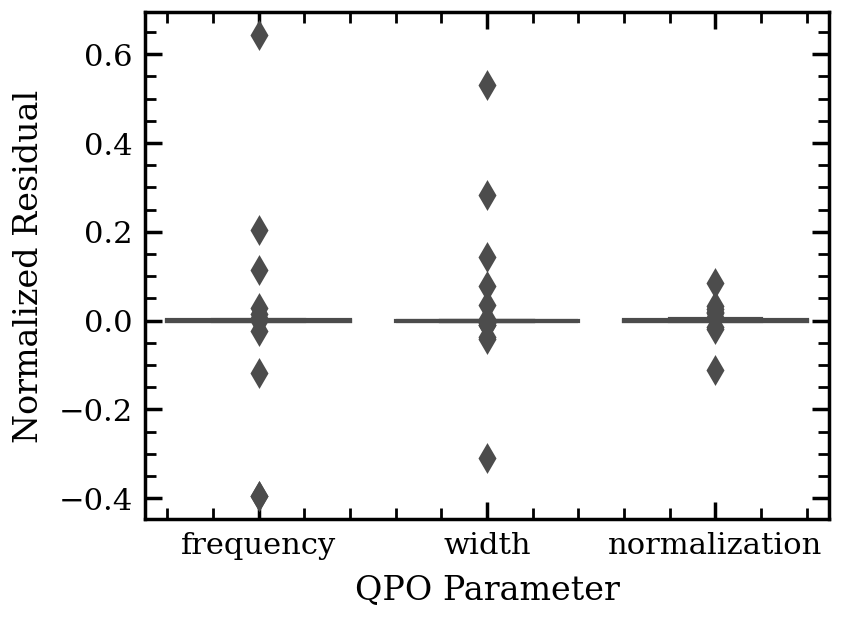 Normalized Residual
0.6
0.4
0.2
0.0
−0.2
−0.4
frequency
width
normalization
QPO Parameter